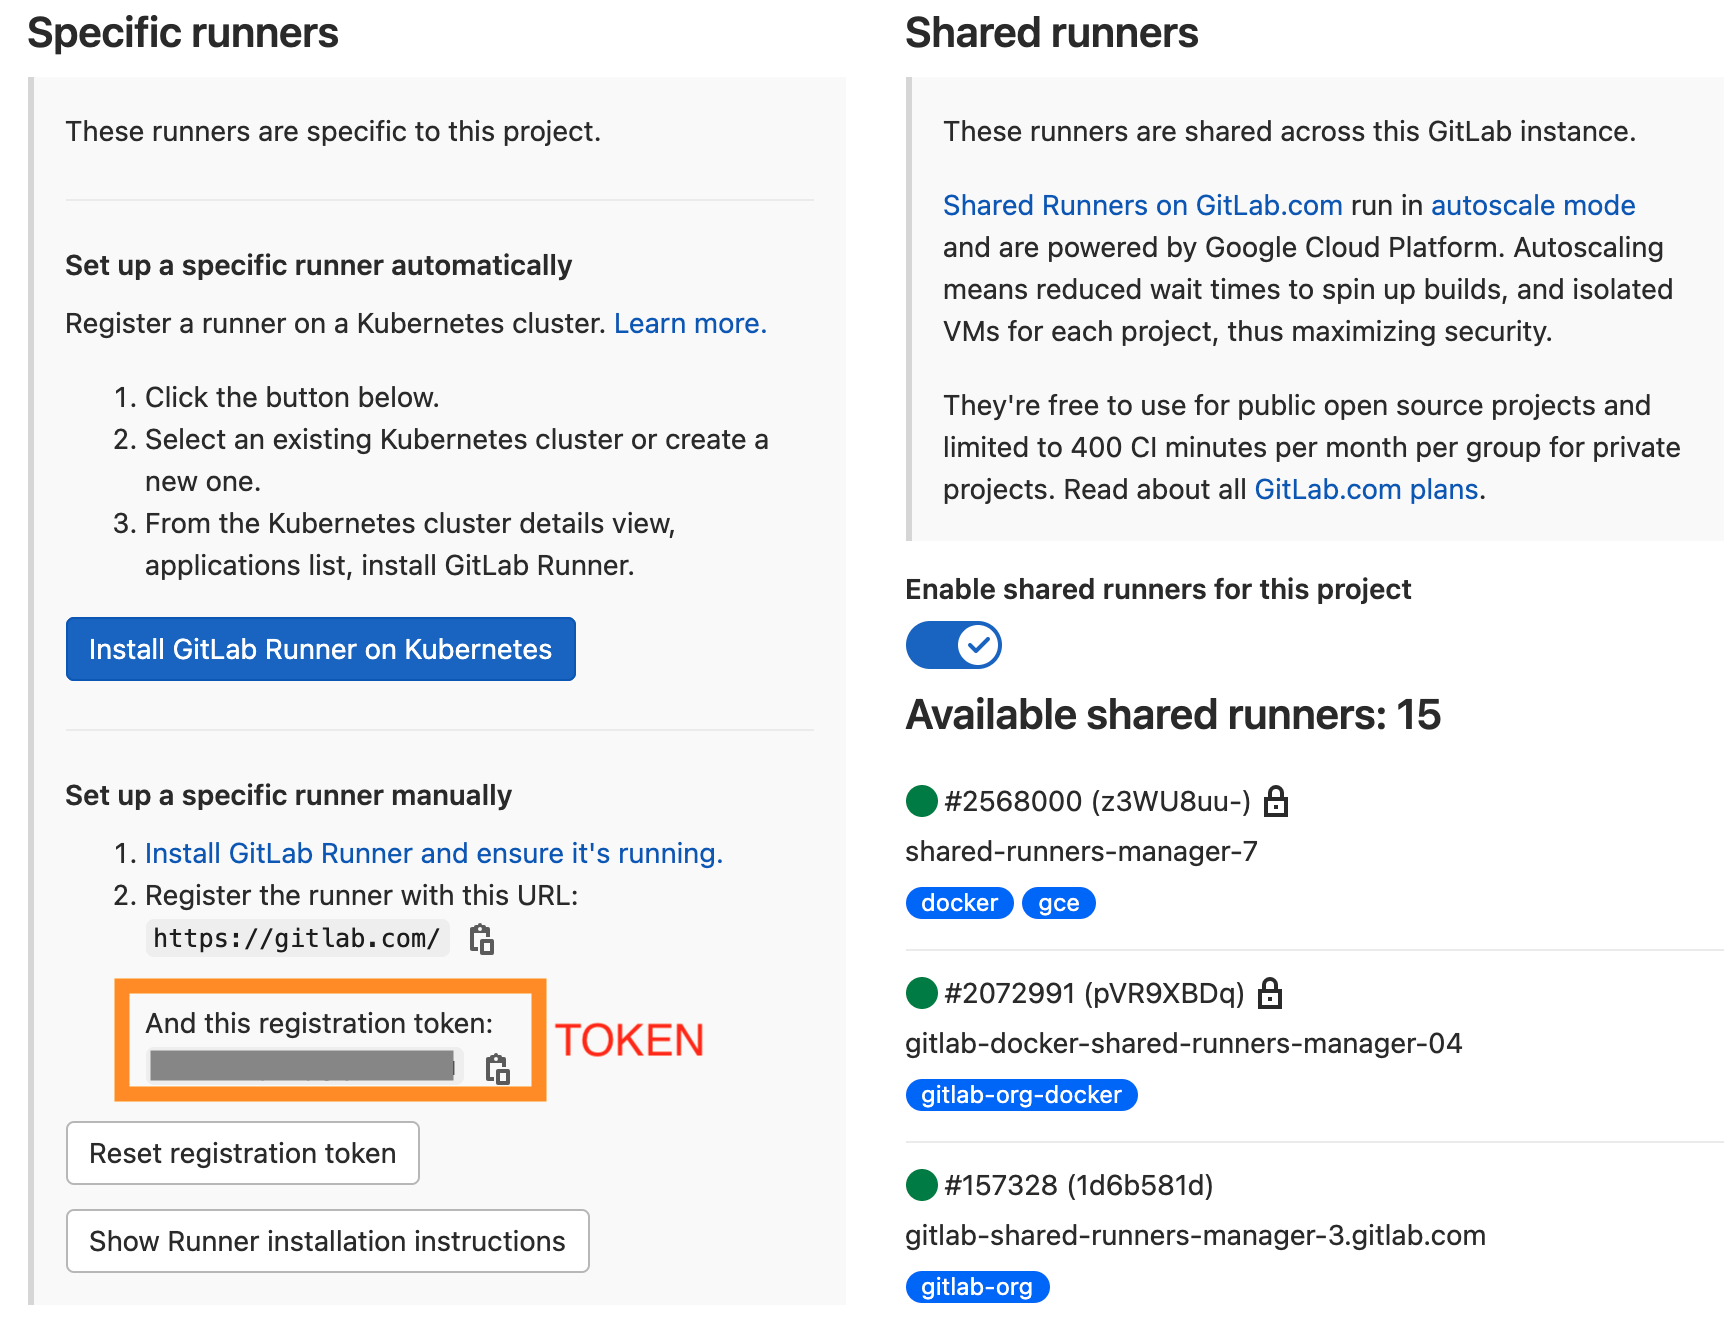 Specific runners
These runners are specific to this project.
Set up a specific runner automatically
Register a runner on a Kubernetes cluster. Learn more.
1. Click the button below.
2. Select an existing Kubernetes cluster or create a
new one.
3. From the Kubernetes cluster details view,
applications list, install GitLab Runner.
Install GitLab Runner on Kubernetes
Set up a specific runner manually
1. Install GitLab Runner and ensure it's running.
2. Register the runner with this URL:
https://gitlab.com/
And this registration token:
TOKEN
Reset registration token
Show Runner installation instructions
Shared runners
These runners are shared across this GitLab instance.
Shared Runners on GitLab.com run in autoscale mode
and are powered by Google Cloud Platform. Autoscaling
means reduced wait times to spin up builds, and isolated
VMs for each project, thus maximizing security.
They're free to use for public open source projects and
limited to 400 CI minutes per month per group for private
projects. Read about all GitLab.com plans.
Enable shared runners for this project
Available shared runners: 15
#2568000 (z3WU8uu-)
shared-runners-manager-7
docker gce
#2072991 (pVR9XBDq)
gitlab-docker-shared-runners-manager-04
gitlab-org-docker
#157328 (1d6b581d)
gitlab-shared-runners-manager-3.gitlab.com
gitlab-org